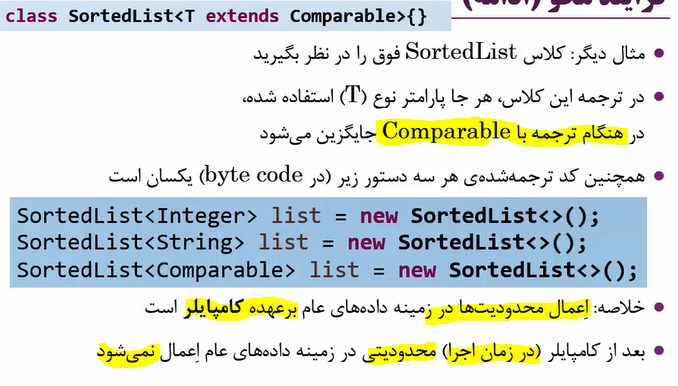 فرایند محو (ادامه)
class SortedList<T extends Comparable>{}
مثال دیگر: کلاس SortedList فوق را در نظر بگیرید
در ترجمه این کلاس، هر جا پارامتر نوع (T) استفاده شده،
در هنگام ترجمه با Comparable جایگزین می‌شود
همچنین کد ترجمه‌شده‌ی هر سه دستور زیر (در byte code) یکسان است
SortedList<Integer> list = new SortedList<>();
SortedList<String> list = new SortedList<>();
SortedList<Comparable> list = new SortedList<>();
خلاصه: اِعمال محدودیت‌ها در زمینه داده‌های عام برعهده کامپایلر است
بعد از کامپایلر (در زمان اجرا) محدودیتی در زمینه داده‌های عام اِعمال نمی‌شود